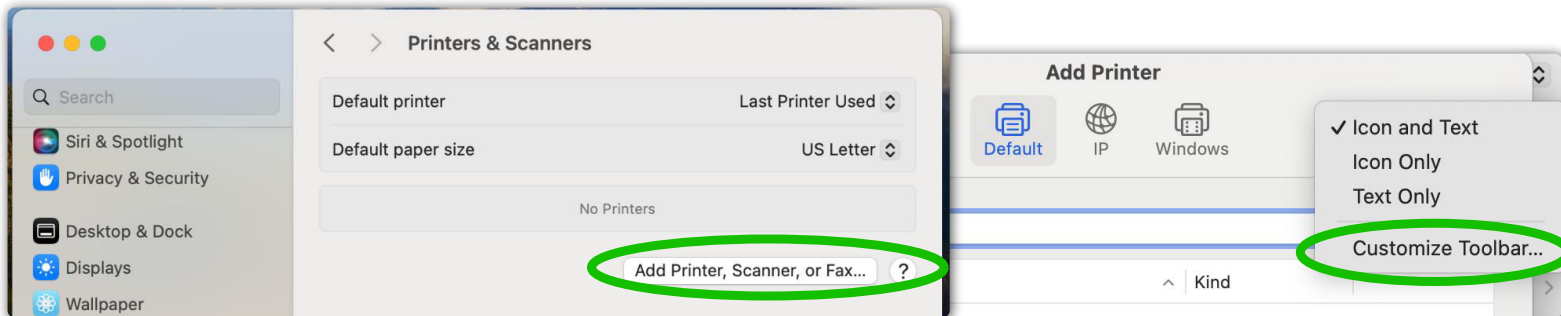 Printers & Scanners
Search
Siri & Spotlight
Privacy & Security
Desktop & Dock
Displays
Wallpaper
Default printer
Last Printer Used
Default paper size
US Letter
No Printers
Add Printer, Scanner, or Fax...
?
Add Printer
Default
IP
Windows
✓ Icon and Text
Icon Only
Text Only
Customize Toolbar...
Kind